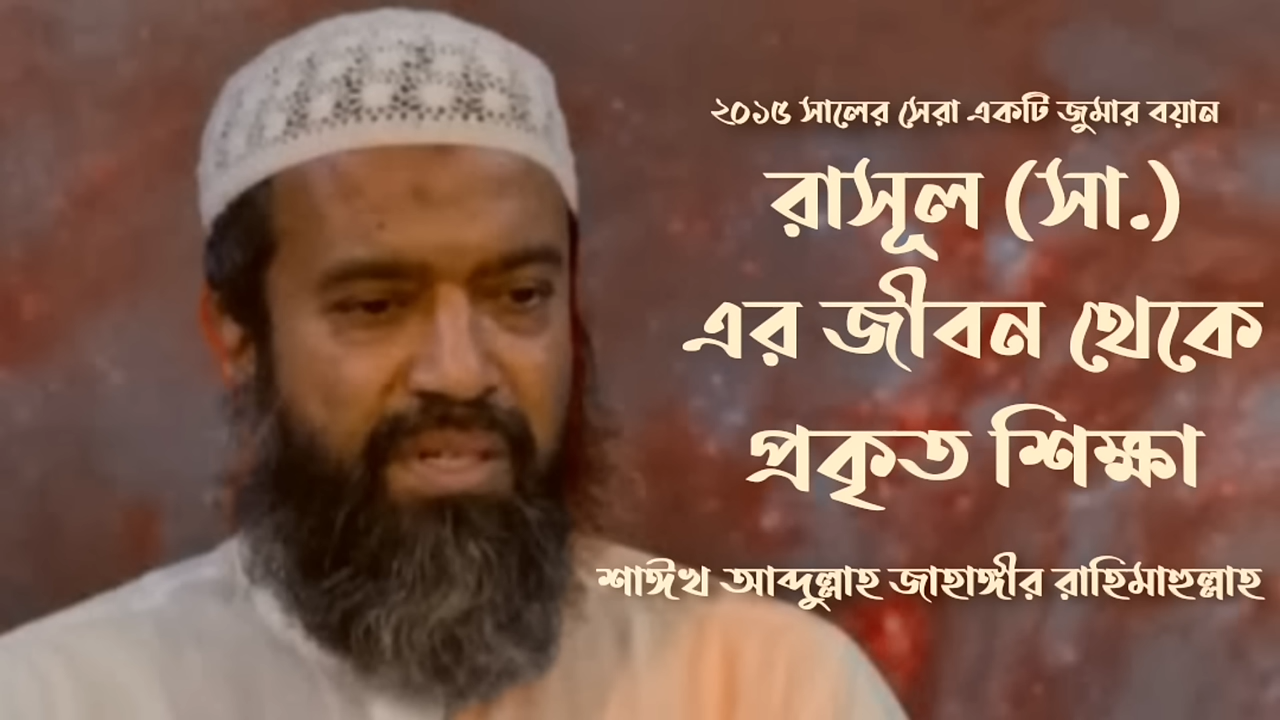 ২০১৫ সালের সেরা একটি জুমার বয়ান
রাসূল (সা.)
এর জীবন থেকে
প্রকৃত শিক্ষা
শাঈখ আব্দুল্লাহ জাহাঙ্গীর রাহিমাহুল্লাহ